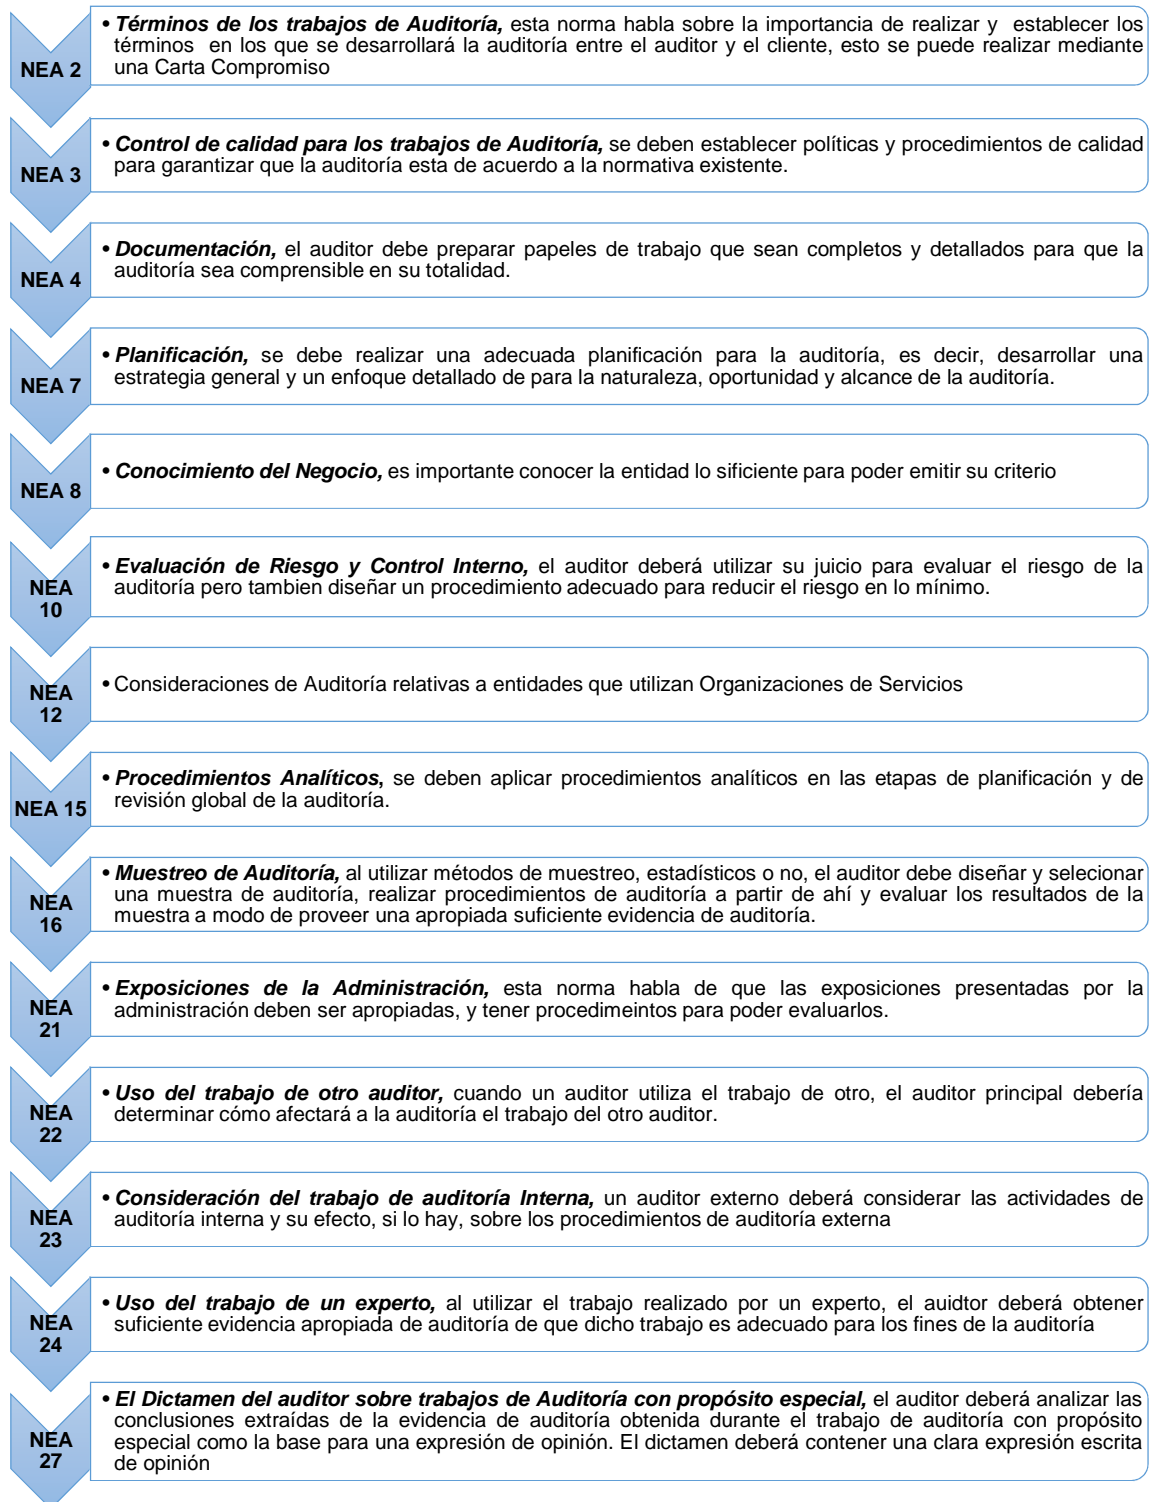 NEA 2
• Términos de los trabajos de Auditoría, esta norma habla sobre la importancia de realizar y establecer los
términos en los que se desarrollará la auditoría entre el auditor y el cliente, esto se puede realizar mediante
una Carta Compromiso
NEA 3
• Control de calidad para los trabajos de Auditoría, se deben establecer políticas y procedimientos de calidad
para garantizar que la auditoría esta de acuerdo a la normativa existente.
NEA 4
• Documentación, el auditor debe preparar papeles de trabajo que sean completos y detallados para que la
auditoría sea comprensible en su totalidad.
NEA 7
• Planificación, se debe realizar una adecuada planificación para la auditoría, es decir, desarrollar una
estrategia general y un enfoque detallado de para la naturaleza, oportunidad y alcance de la auditoría.
NEA 8
• Conocimiento del Negocio, es importante conocer la entidad lo sificiente para poder emitir su criterio
NEA
10
• Evaluación de Riesgo y Control Interno, el auditor deberá utilizar su juicio para evaluar el riesgo de la
auditoría pero tambien diseñar un procedimiento adecuado para reducir el riesgo en lo mínimo.
NEA
12
• Consideraciones de Auditoría relativas a entidades que utilizan Organizaciones de Servicios
NEA 15
• Procedimientos Analíticos, se deben aplicar procedimientos analíticos en las etapas de planificación y de
revisión global de la auditoría.
NEA
16
• Muestreo de Auditoría, al utilizar métodos de muestreo, estadísticos o no, el auditor debe diseñar y selecionar
una muestra de auditoría, realizar procedimientos de auditoría a partir de ahí y evaluar los resultados de la
muestra a modo de proveer una apropiada suficiente evidencia de auditoría.
NEA
21
• Exposiciones de la Administración, esta norma habla de que las exposiciones presentadas por la
administración deben ser apropiadas, y tener procedimeintos para poder evaluarlos.
NEA
22
• Uso del trabajo de otro auditor, cuando un auditor utiliza el trabajo de otro, el auditor principal debería
determinar cómo afectará a la auditoría el trabajo del otro auditor.
NEA
23
• Consideración del trabajo de auditoría Interna, un auditor externo deberá considerar las actividades de
auditoría interna y su efecto, si lo hay, sobre los procedimientos de auditoría externa
NEA
24
• Uso del trabajo de un experto, al utilizar el trabajo realizado por un experto, el auidtor deberá obtener
suficiente evidencia apropiada de auditoría de que dicho trabajo es adecuado para los fines de la auditoría
NEA
27
• El Dictamen del auditor sobre trabajos de Auditoría con propósito especial, el auditor deberá analizar las
conclusiones extraídas de la evidencia de auditoría obtenida durante el trabajo de auditoría con propósito
especial como la base para una expresión de opinión. El dictamen deberá contener una clara expresión escrita
de opinión